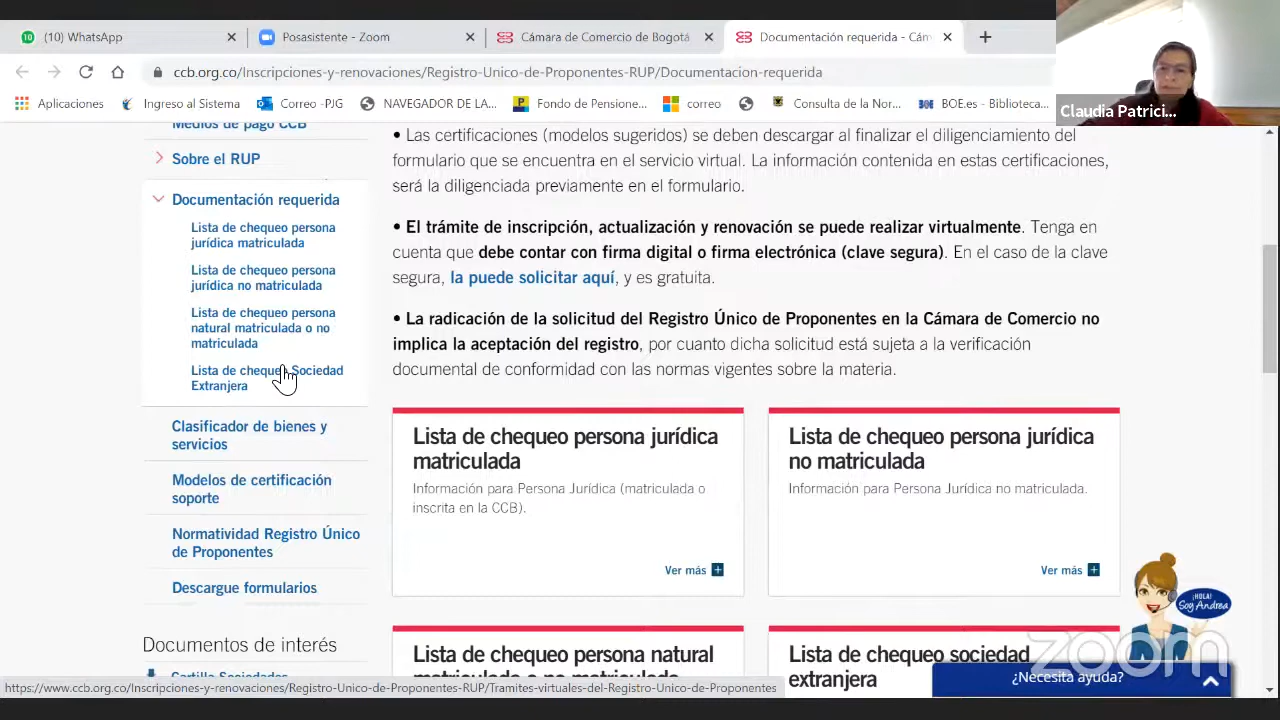 (10) WhatsApp
Posasistente - Zoom
Cámara de Comercio de Bogotá
Documentación requerida - Cám
ccb.org.co/Inscripciones-y-renovaciones/Registro-Unico-de-Proponentes-RUP/Documentacion-requerida
Aplicaciones
Ingreso al Sistema
Correo -PJG
NAVEGADOR DE LA...
Fondo de Pensione...
correo
Consulta de la Nor...
BOE.es - Biblioteca...
Claudia Patrici...
Medios de pago CCB
Sobre el RUP
Documentación requerida
Lista de chequeo persona
jurídica matriculada
Lista de chequeo persona
jurídica no matriculada
Lista de chequeo persona
natural matriculada o no
matriculada
Lista de chequeo Sociedad
Extranjera
Clasificador de bienes y
servicios
Modelos de certificación
soporte
Normatividad Registro Único
de Proponentes
Descargue formularios
Documentos de interés
Cartilla Sociedades
• Las certificaciones (modelos sugeridos) se deben descargar al finalizar el diligenciamiento del
formulario que se encuentra en el servicio virtual. La información contenida en estas certificaciones,
será la diligenciada previamente en el formulario.
• El trámite de inscripción, actualización y renovación se puede realizar virtualmente. Tenga en
cuenta que debe contar con firma digital o firma electrónica (clave segura). En el caso de la clave
segura, la puede solicitar aquí, y es gratuita.
• La radicación de la solicitud del Registro Único de Proponentes en la Cámara de Comercio no
implica la aceptación del registro, por cuanto dicha solicitud está sujeta a la verificación
documental de conformidad con las normas vigentes sobre la materia.
Lista de chequeo persona jurídica
matriculada
Información para Persona Jurídica (matriculada o
inscrita en la CCB).
Ver más
Lista de chequeo persona jurídica
no matriculada
Información para Persona Jurídica no matriculada.
Ver más
Lista de chequeo persona natural
matriculada o no matriculada
Lista de chequeo sociedad
extranjera
¡HOLA!
Soy Andrea
zoom
¿Necesita ayuda?
https://www.ccb.org.co/Inscripciones-y-renovaciones/Registro-Unico-de-Proponentes-RUP/Tramites-virtuales-del-Registro-Unico-de-Proponentes